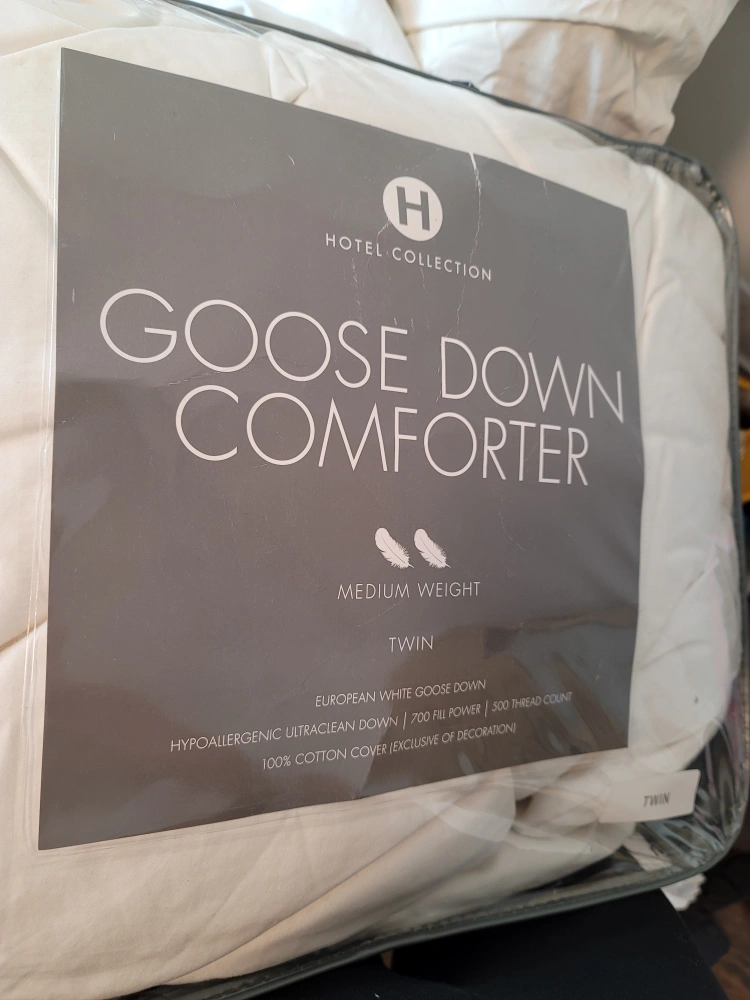 H
HOTEL COLLECTION
GOOSE DOWN
COMFORTER
MEDIUM WEIGHT
TWIN
EUROPEAN WHITE GOOSE DOWN
HYPOALLERGENIC ULTRACLEAN DOWN | 700 FILL POWER | 500 THREAD COUNT
100% COTTON COVER (EXCLUSIVE OF DECORATION)
TWIN